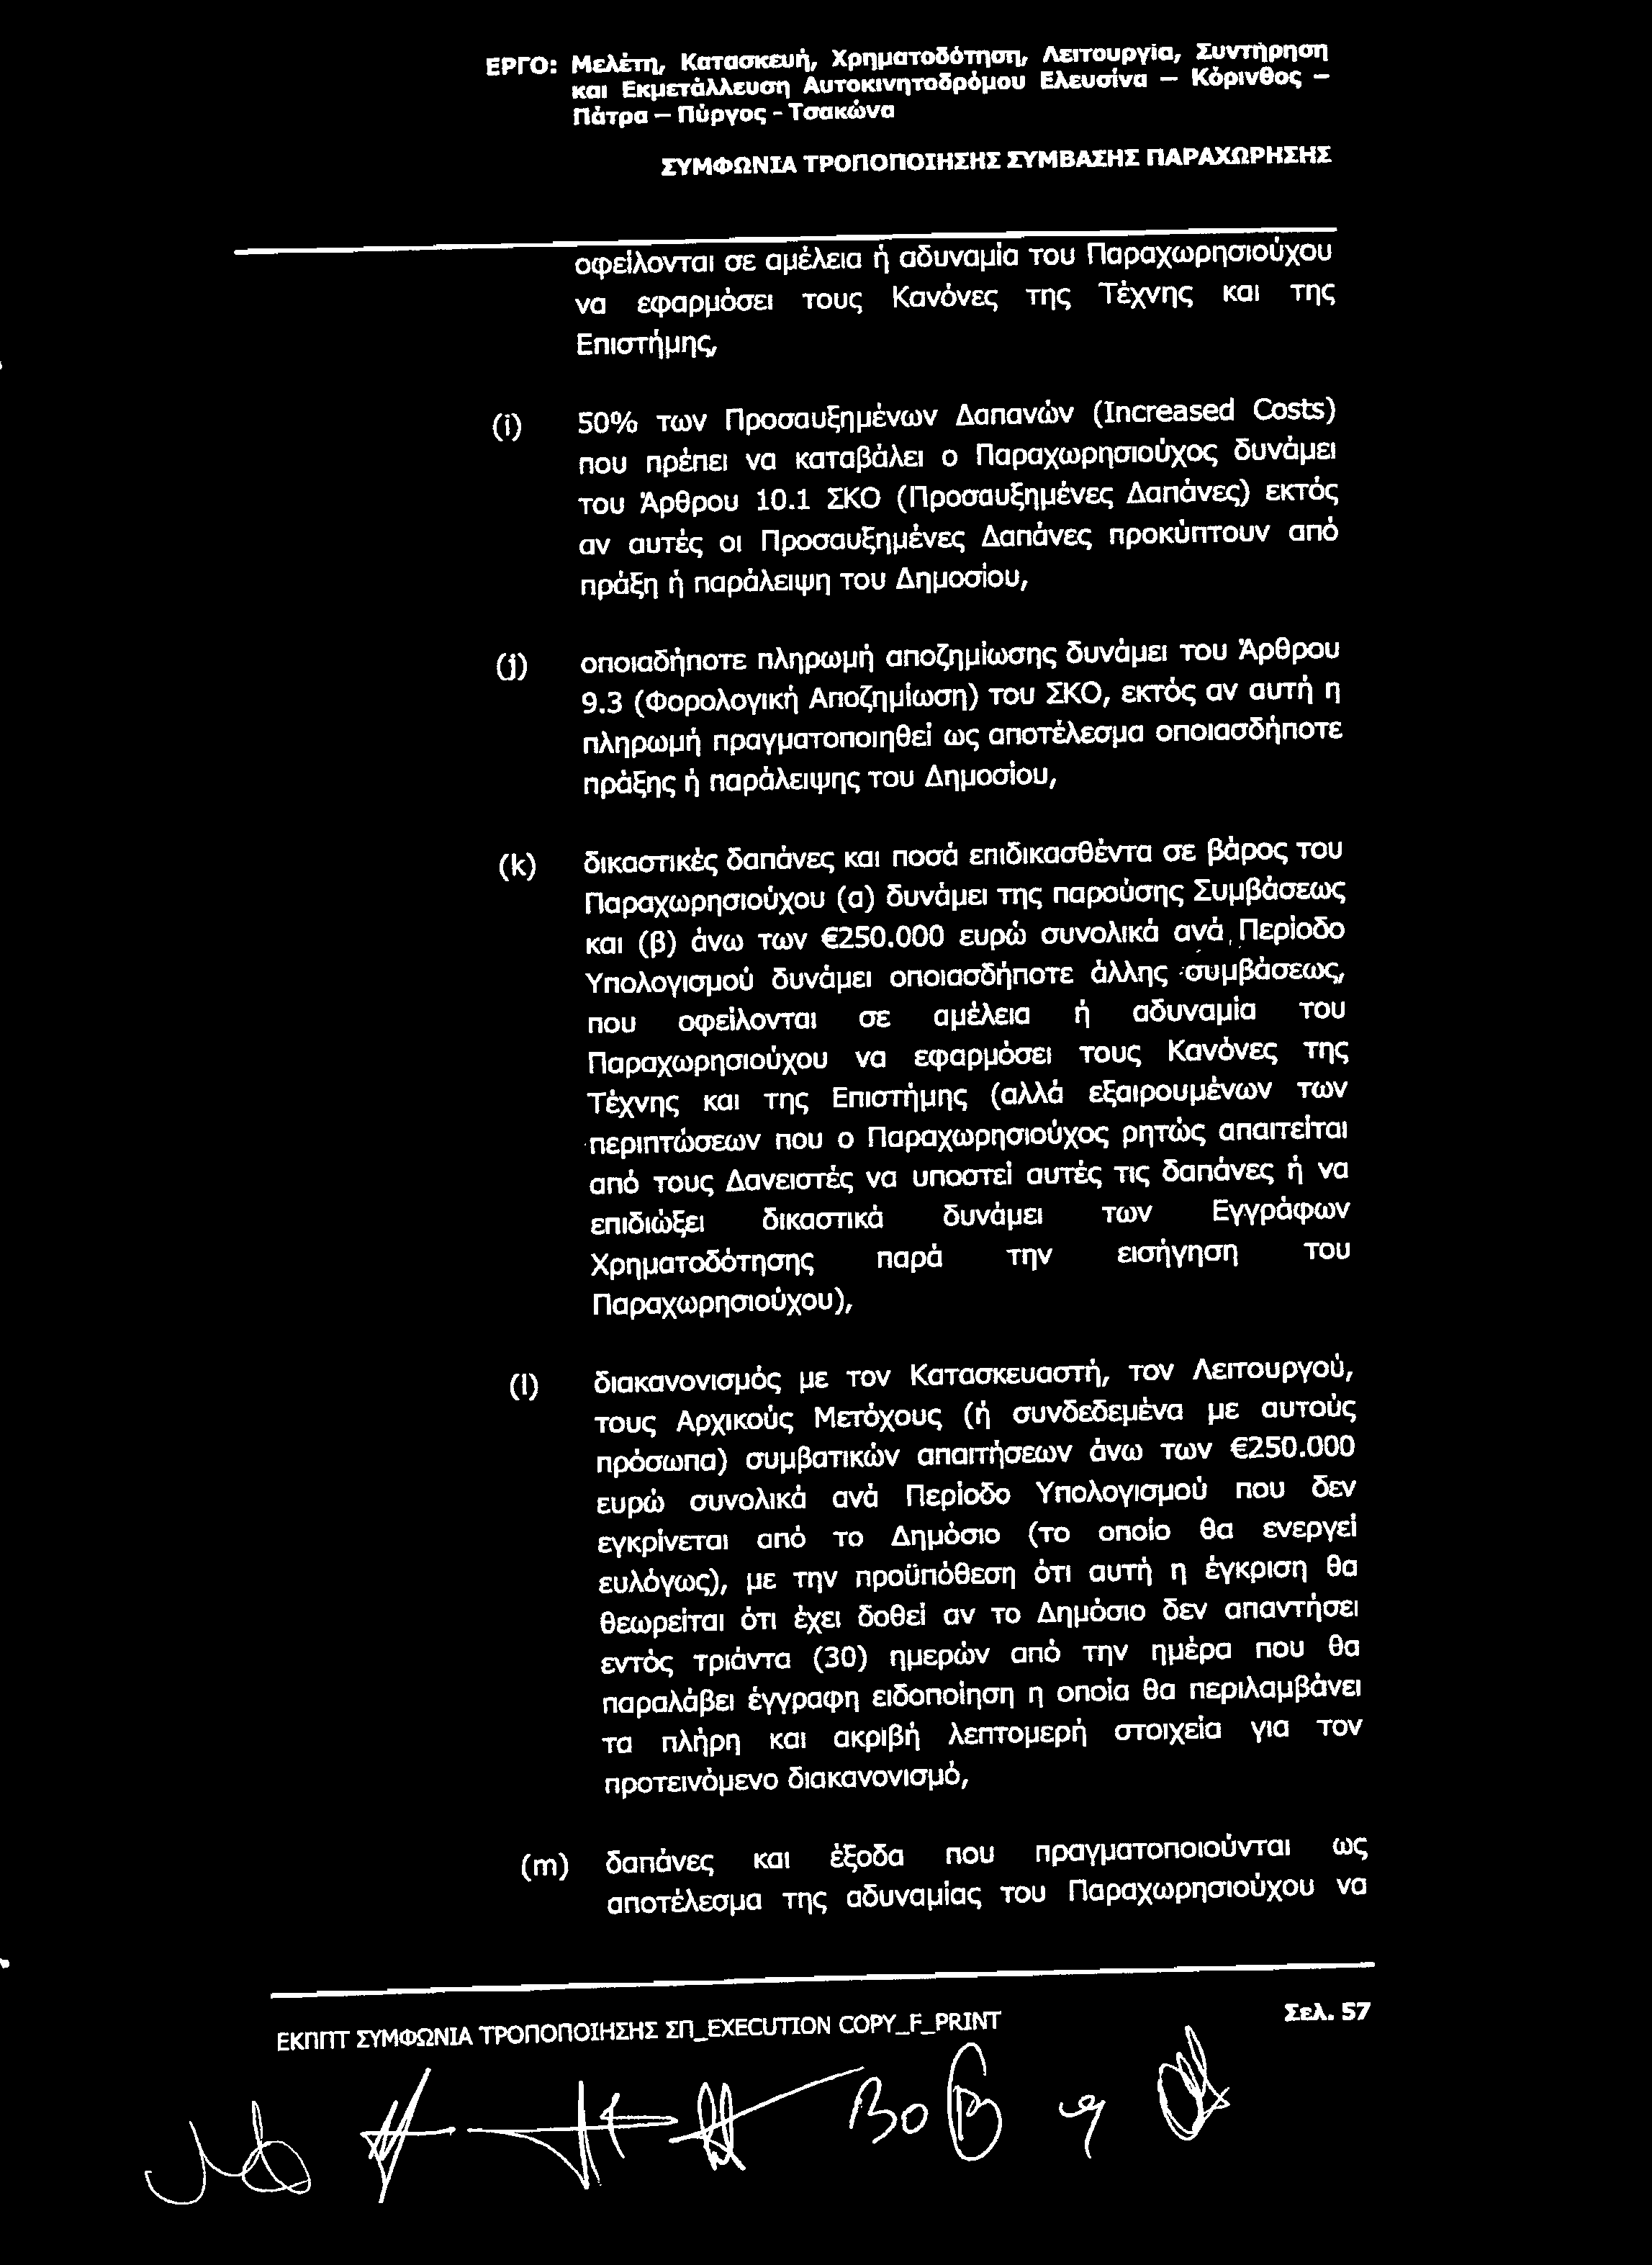 ΕΡΓΟ: Μελέτη, Κατασκευή, Χρηματοδότηση, Λειτουργία, Συντήρηση
και Εκμετάλλευση Αυτοκινητοδρόμου Ελευσίνα – Κόρινθος –
Πάτρα – Πύργος - Τσακώνα
ΣΥΜΦΩΝΙΑ ΤΡΟΠΟΠΟΙΗΣΗΣ ΣΥΜΒΑΣΗΣ ΠΑΡΑΧΩΡΗΣΗΣ
οφείλονται σε αμέλεια ή αδυναμία του Παραχωρησιούχου
να εφαρμόσει τους Κανόνες της Τέχνης και της
Επιστήμης,
(i) 50% των Προσαυξημένων Δαπανών (Increased Costs)
που πρέπει να καταβάλει ο Παραχωρησιούχος δυνάμει
του Άρθρου 10.1 ΣΚΟ (Προσαυξημένες Δαπάνες) εκτός
αν αυτές οι Προσαυξημένες Δαπάνες προκύπτουν από
πράξη ή παράλειψη του Δημοσίου,
(j) οποιαδήποτε πληρωμή αποζημίωσης δυνάμει του Άρθρου
9.3 (Φορολογική Αποζημίωση) του ΣΚΟ, εκτός αν αυτή η
πληρωμή πραγματοποιηθεί ως αποτέλεσμα οποιασδήποτε
πράξης ή παράλειψης του Δημοσίου,
(k) δικαστικές δαπάνες και ποσά επιδικασθέντα σε βάρος του
Παραχωρησιούχου (α) δυνάμει της παρούσης Συμβάσεως
και (β) άνω των €250.000 ευρώ συνολικά ανά Περίοδο
Υπολογισμού δυνάμει οποιασδήποτε άλλης συμβάσεως,
που οφείλονται σε αμέλεια ή αδυναμία του
Παραχωρησιούχου να εφαρμόσει τους Κανόνες της
Τέχνης και της Επιστήμης (αλλά εξαιρουμένων των
περιπτώσεων που ο Παραχωρησιούχος ρητώς απαιτείται
από τους Δανειστές να υποστεί αυτές τις δαπάνες ή να
επιδιώξει δικαστικά δυνάμει των Εγγράφων
Χρηματοδότησης παρά την εισήγηση του
Παραχωρησιούχου),
(l) διακανονισμός με τον Κατασκευαστή, τον Λειτουργού,
τους Αρχικούς Μετόχους (ή συνδεδεμένα με αυτούς
πρόσωπα) συμβατικών απαιτήσεων άνω των €250.000
ευρώ συνολικά ανά Περίοδο Υπολογισμού που δεν
εγκρίνεται από το Δημόσιο (το οποίο θα ενεργεί
ευλόγως), με την προϋπόθεση ότι αυτή η έγκριση θα
θεωρείται ότι έχει δοθεί αν το Δημόσιο δεν απαντήσει
εντός τριάντα (30) ημερών από την ημέρα που θα
παραλάβει έγγραφη ειδοποίηση η οποία θα περιλαμβάνει
τα πλήρη και ακριβή λεπτομερή στοιχεία για τον
προτεινόμενο διακανονισμό,
(m) δαπάνες και έξοδα που πραγματοποιούνται ως
αποτέλεσμα της αδυναμίας του Παραχωρησιούχου να
ΕΚΠΠΤ ΣΥΜΦΩΝΙΑ ΤΡΟΠΟΠΟΙΗΣΗΣ ΣΠ_EXECUTION COPY_F_PRINT Σελ. 57